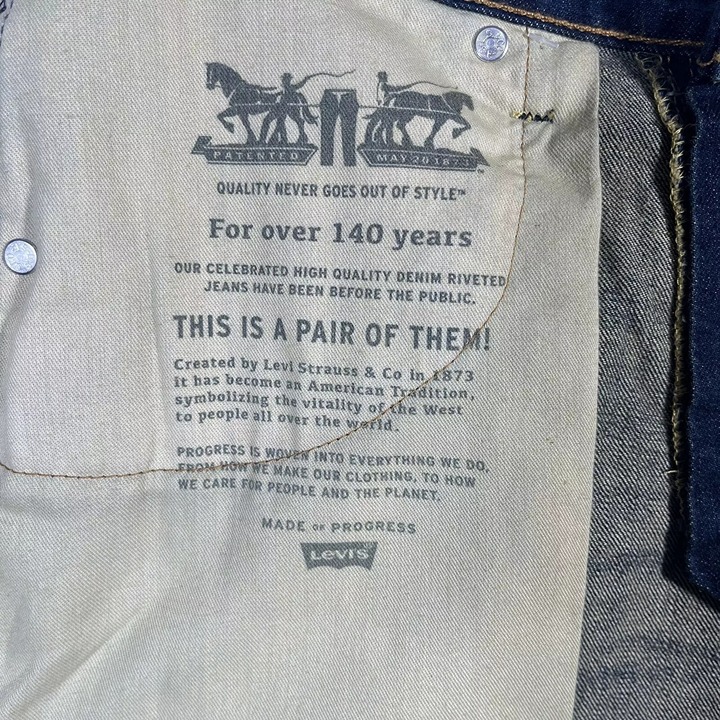 PATENTED MAY 20 1873
QUALITY NEVER GOES OUT OF STYLE™
For over 140 years
OUR CELEBRATED HIGH QUALITY DENIM RIVETED
JEANS HAVE BEEN BEFORE THE PUBLIC.
THIS IS A PAIR OF THEM!
Created by Levi Strauss & Co in 1873
it has become an American Tradition,
symbolizing the vitality of the West
to people all over the world.
PROGRESS IS WOVEN INTO EVERYTHING WE DO,
FROM HOW WE MAKE OUR CLOTHING, TO HOW
WE CARE FOR PEOPLE AND THE PLANET.
MADE OF PROGRESS
LEVI'S